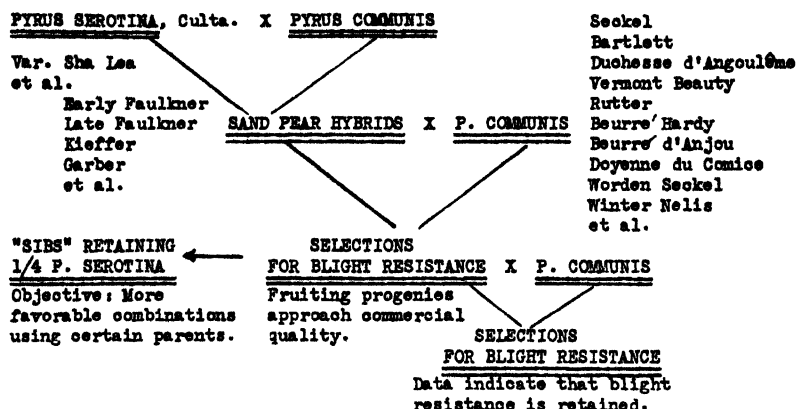 PYRUS SEROTINA, Culta. X PYRUS COMMUNIS
Var. Sha Lea
et al.
Early Faulkner
Late Faulkner
Kieffer
Garber
et al.
SAND PEAR HYBRIDS X P. COMMUNIS
Seckel
Bartlett
Duchesse d'Angoulême
Vermont Beauty
Rutter
Beurré Hardy
Beurré d'Anjou
Doyenne du Comice
Worden Seckel
Winter Nelis
et al.
"SIBS" RETAINING
1/4 P. SEROTINA
Objective: More
favorable combinations
using certain parents.
SELECTIONS
FOR BLIGHT RESISTANCE X P. COMMUNIS
Fruiting progenies
approach commercial
quality.
SELECTIONS
FOR BLIGHT RESISTANCE
Data indicate that blight
resistance is retained.